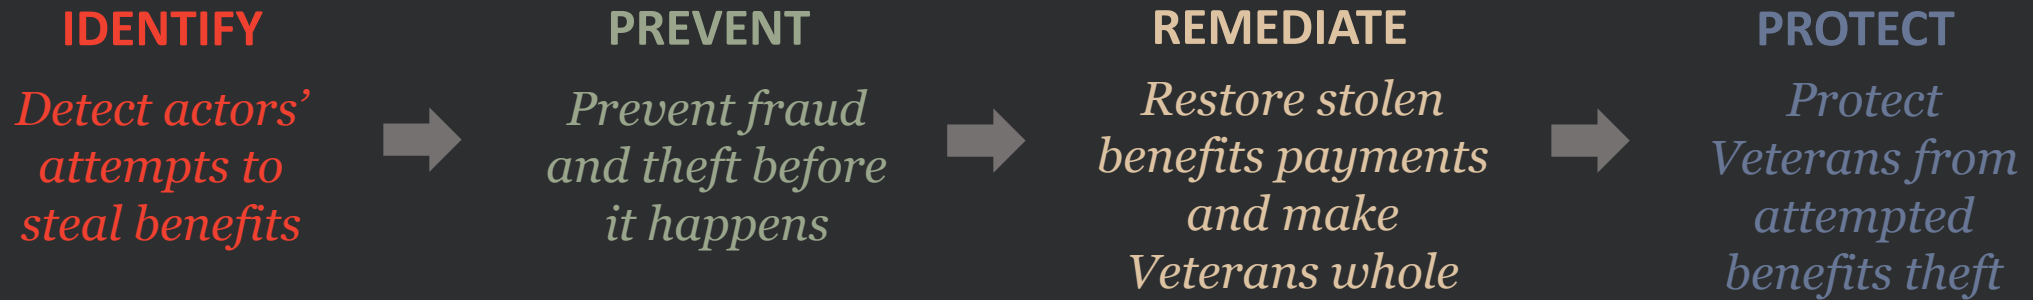 IDENTIFY
Detect actors’
attempts to
steal benefits
PREVENT
Prevent fraud
and theft before
it happens
REMEDIATE
Restore stolen
benefits payments
and make
Veterans whole
PROTECT
Protect
Veterans from
attempted
benefits theft